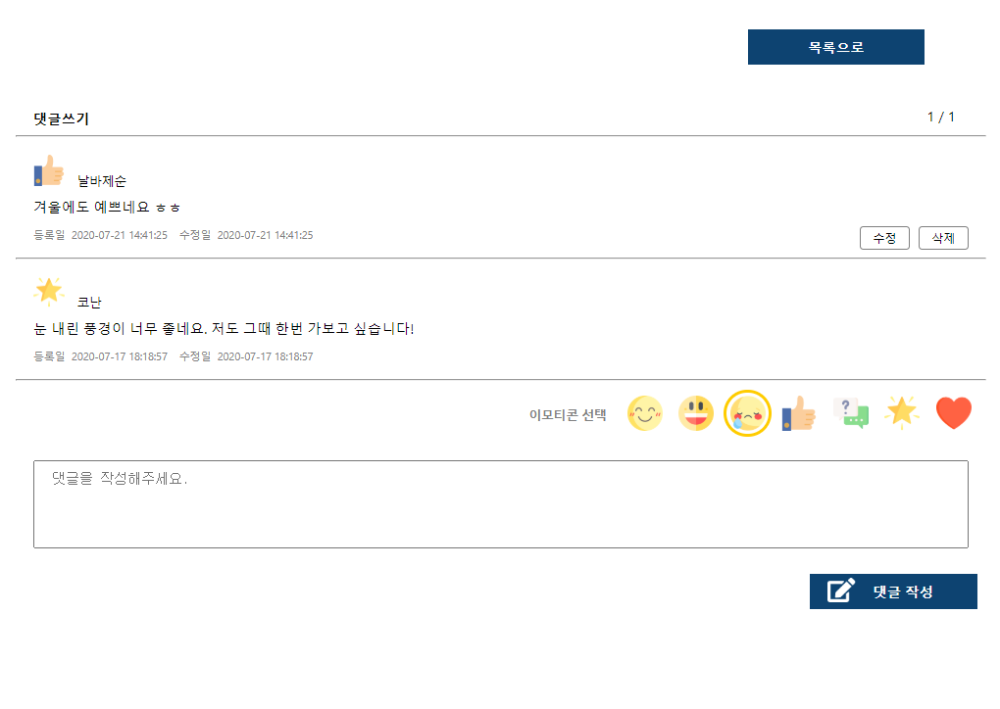 목록으로
댓글쓰기 1 / 1
날바제순
겨울에도 예쁘네요 ㅎㅎ
등록일 2020-07-21 14:41:25 수정일 2020-07-21 14:41:25 수정 삭제
코난
눈 내린 풍경이 너무 좋네요. 저도 그때 한번 가보고 싶습니다!
등록일 2020-07-17 18:18:57 수정일 2020-07-17 18:18:57
이모티콘 선택 ?
댓글을 작성해주세요.
댓글 작성